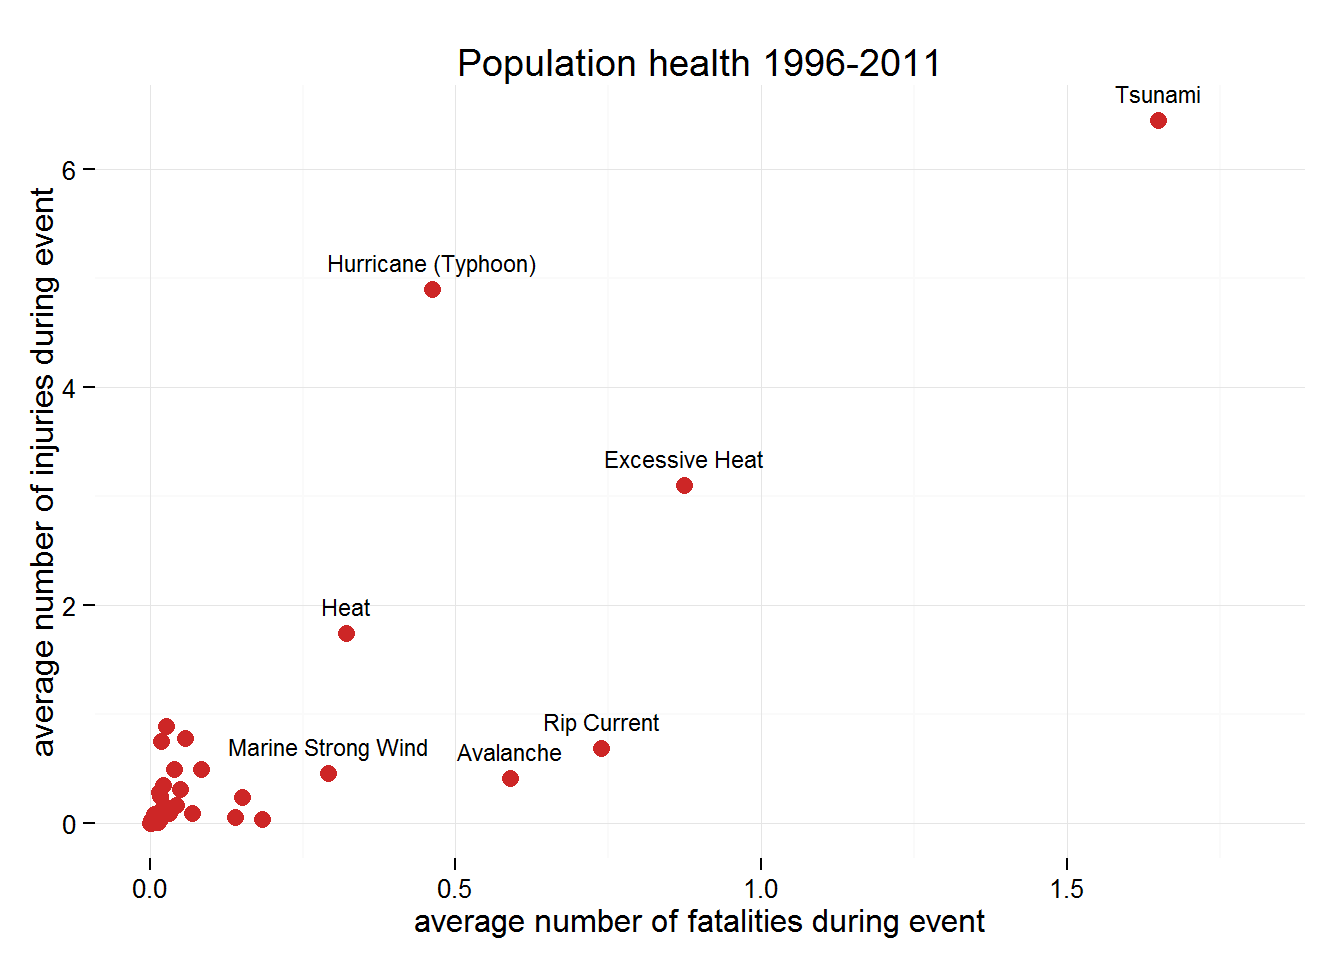 Population health 1996-2011
Tsunami
6
Hurricane (Typhoon)
4
Excessive Heat
2
Heat
Rip Current
Marine Strong Wind
Avalanche
0
0.0
0.5
1.0
1.5
average number of fatalities during event
average number of injuries during event